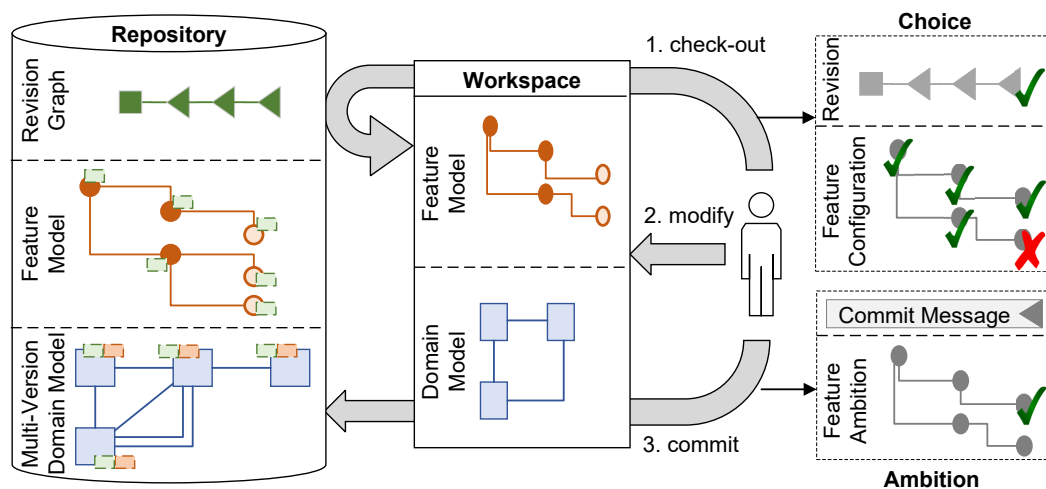 Repository
Revision
Graph
Feature
Model
Multi-Version
Domain Model
Workspace
Feature
Model
Domain
Model
1. check-out
2. modify
3. commit
Choice
Revision
Feature
Configuration
Commit Message
Feature
Ambition
Ambition